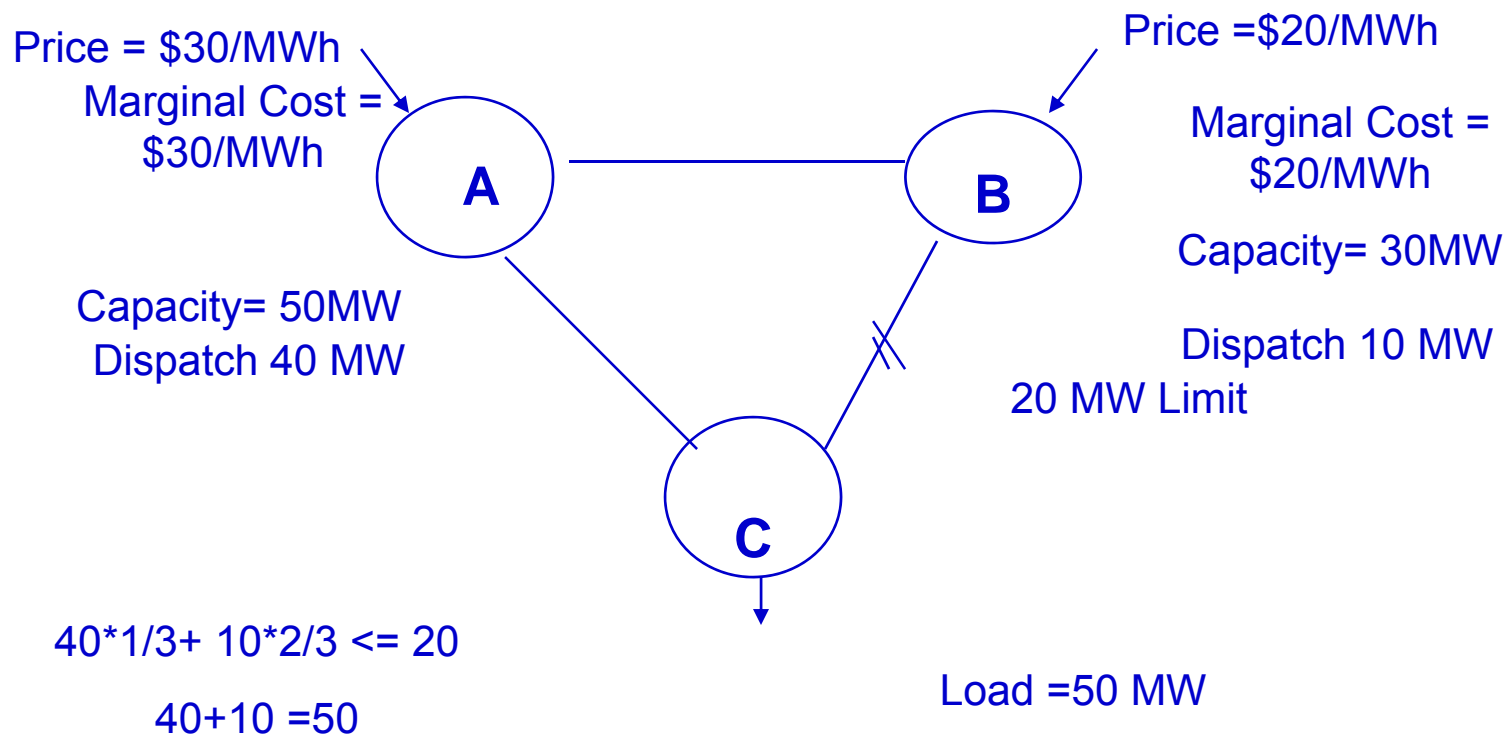 Price = $30/MWh
Marginal Cost =
$30/MWh
Price =$20/MWh
Marginal Cost =
$20/MWh
A
B
Capacity= 30MW
Capacity= 50MW
Dispatch 40 MW
Dispatch 10 MW
20 MW Limit
C
40*1/3+ 10*2/3 <= 20
40+10 =50
Load =50 MW